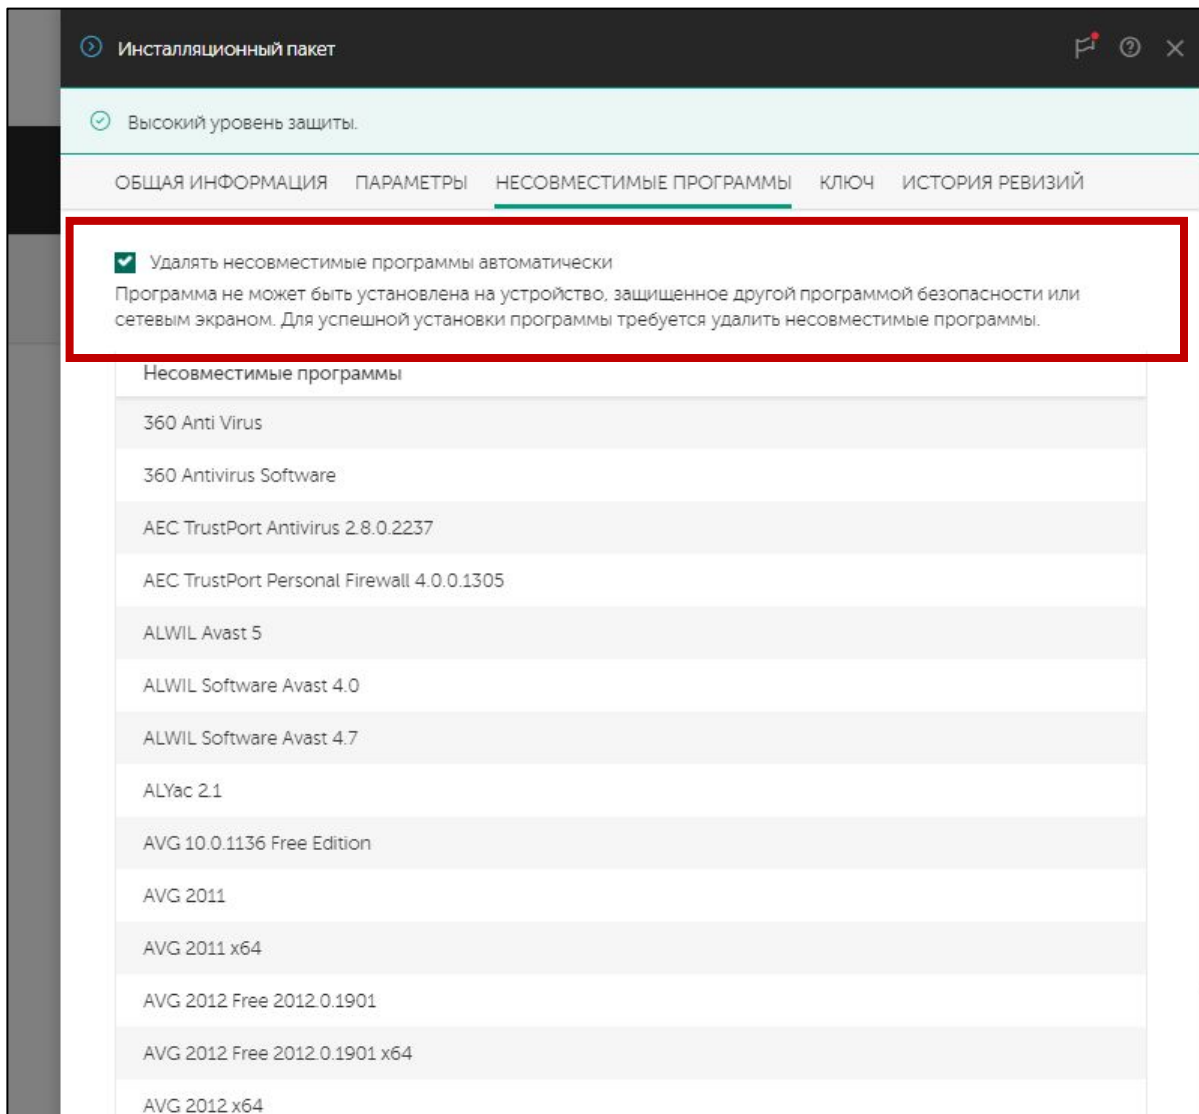 Инсталляционный пакет
Высокий уровень защиты.
ОБЩАЯ ИНФОРМАЦИЯ ПАРАМЕТРЫ НЕСОВМЕСТИМЫЕ ПРОГРАММЫ КЛЮЧ ИСТОРИЯ РЕВИЗИЙ
Удалять несовместимые программы автоматически
Программа не может быть установлена на устройство, защищенное другой программой безопасности или
сетевым экраном. Для успешной установки программы требуется удалить несовместимые программы.
Несовместимые программы
360 Anti Virus
360 Antivirus Software
AEC TrustPort Antivirus 2.8.0.2237
AEC TrustPort Personal Firewall 4.0.0.1305
ALWIL Avast 5
ALWIL Software Avast 4.0
ALWIL Software Avast 4.7
ALYac 2.1
AVG 10.0.1136 Free Edition
AVG 2011
AVG 2011 x64
AVG 2012 Free 2012.0.1901
AVG 2012 Free 2012.0.1901 x64
AVG 2012 x64